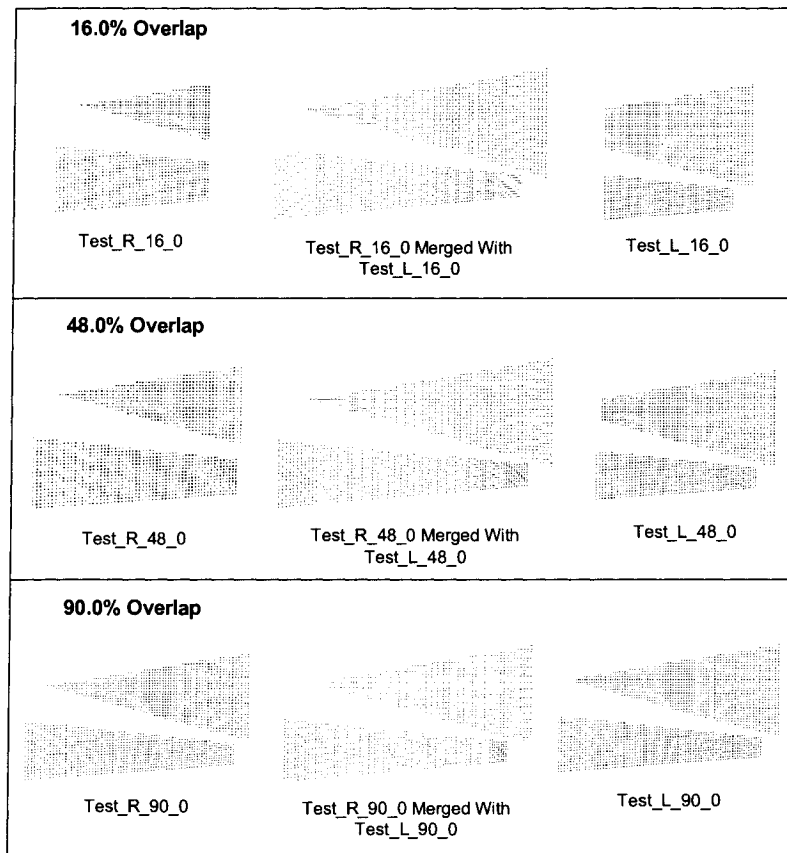 16.0% Overlap
Test_R_16_0
Test_R_16_0 Merged With
Test_L_16_0
Test_L_16_0
48.0% Overlap
Test_R_48_0
Test_R_48_0 Merged With
Test_L_48_0
Test_L_48_0
90.0% Overlap
Test_R_90_0
Test_R_90_0 Merged With
Test_L_90_0
Test_L_90_0